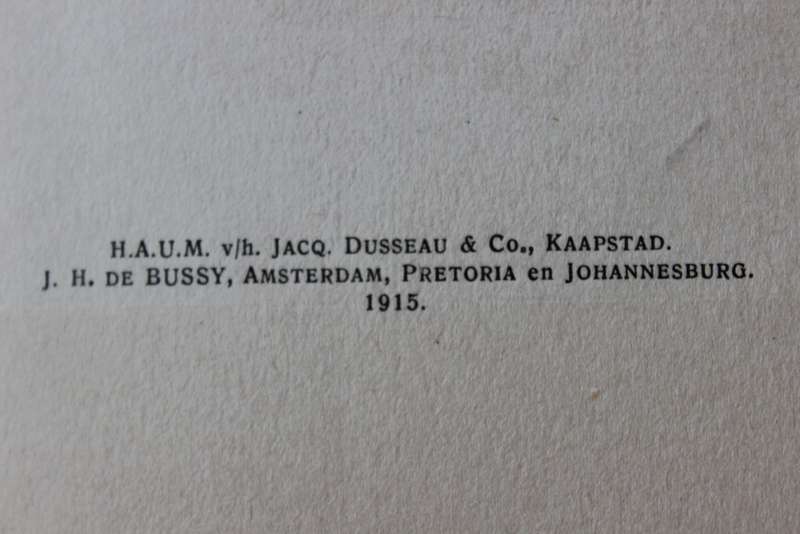 H.A.U.M. v/h. JACQ. DUSSEAU & Co., KAAPSTAD.
J. H. DE BUSSY, AMSTERDAM, PRETORIA en JOHANNESBURG.
1915.